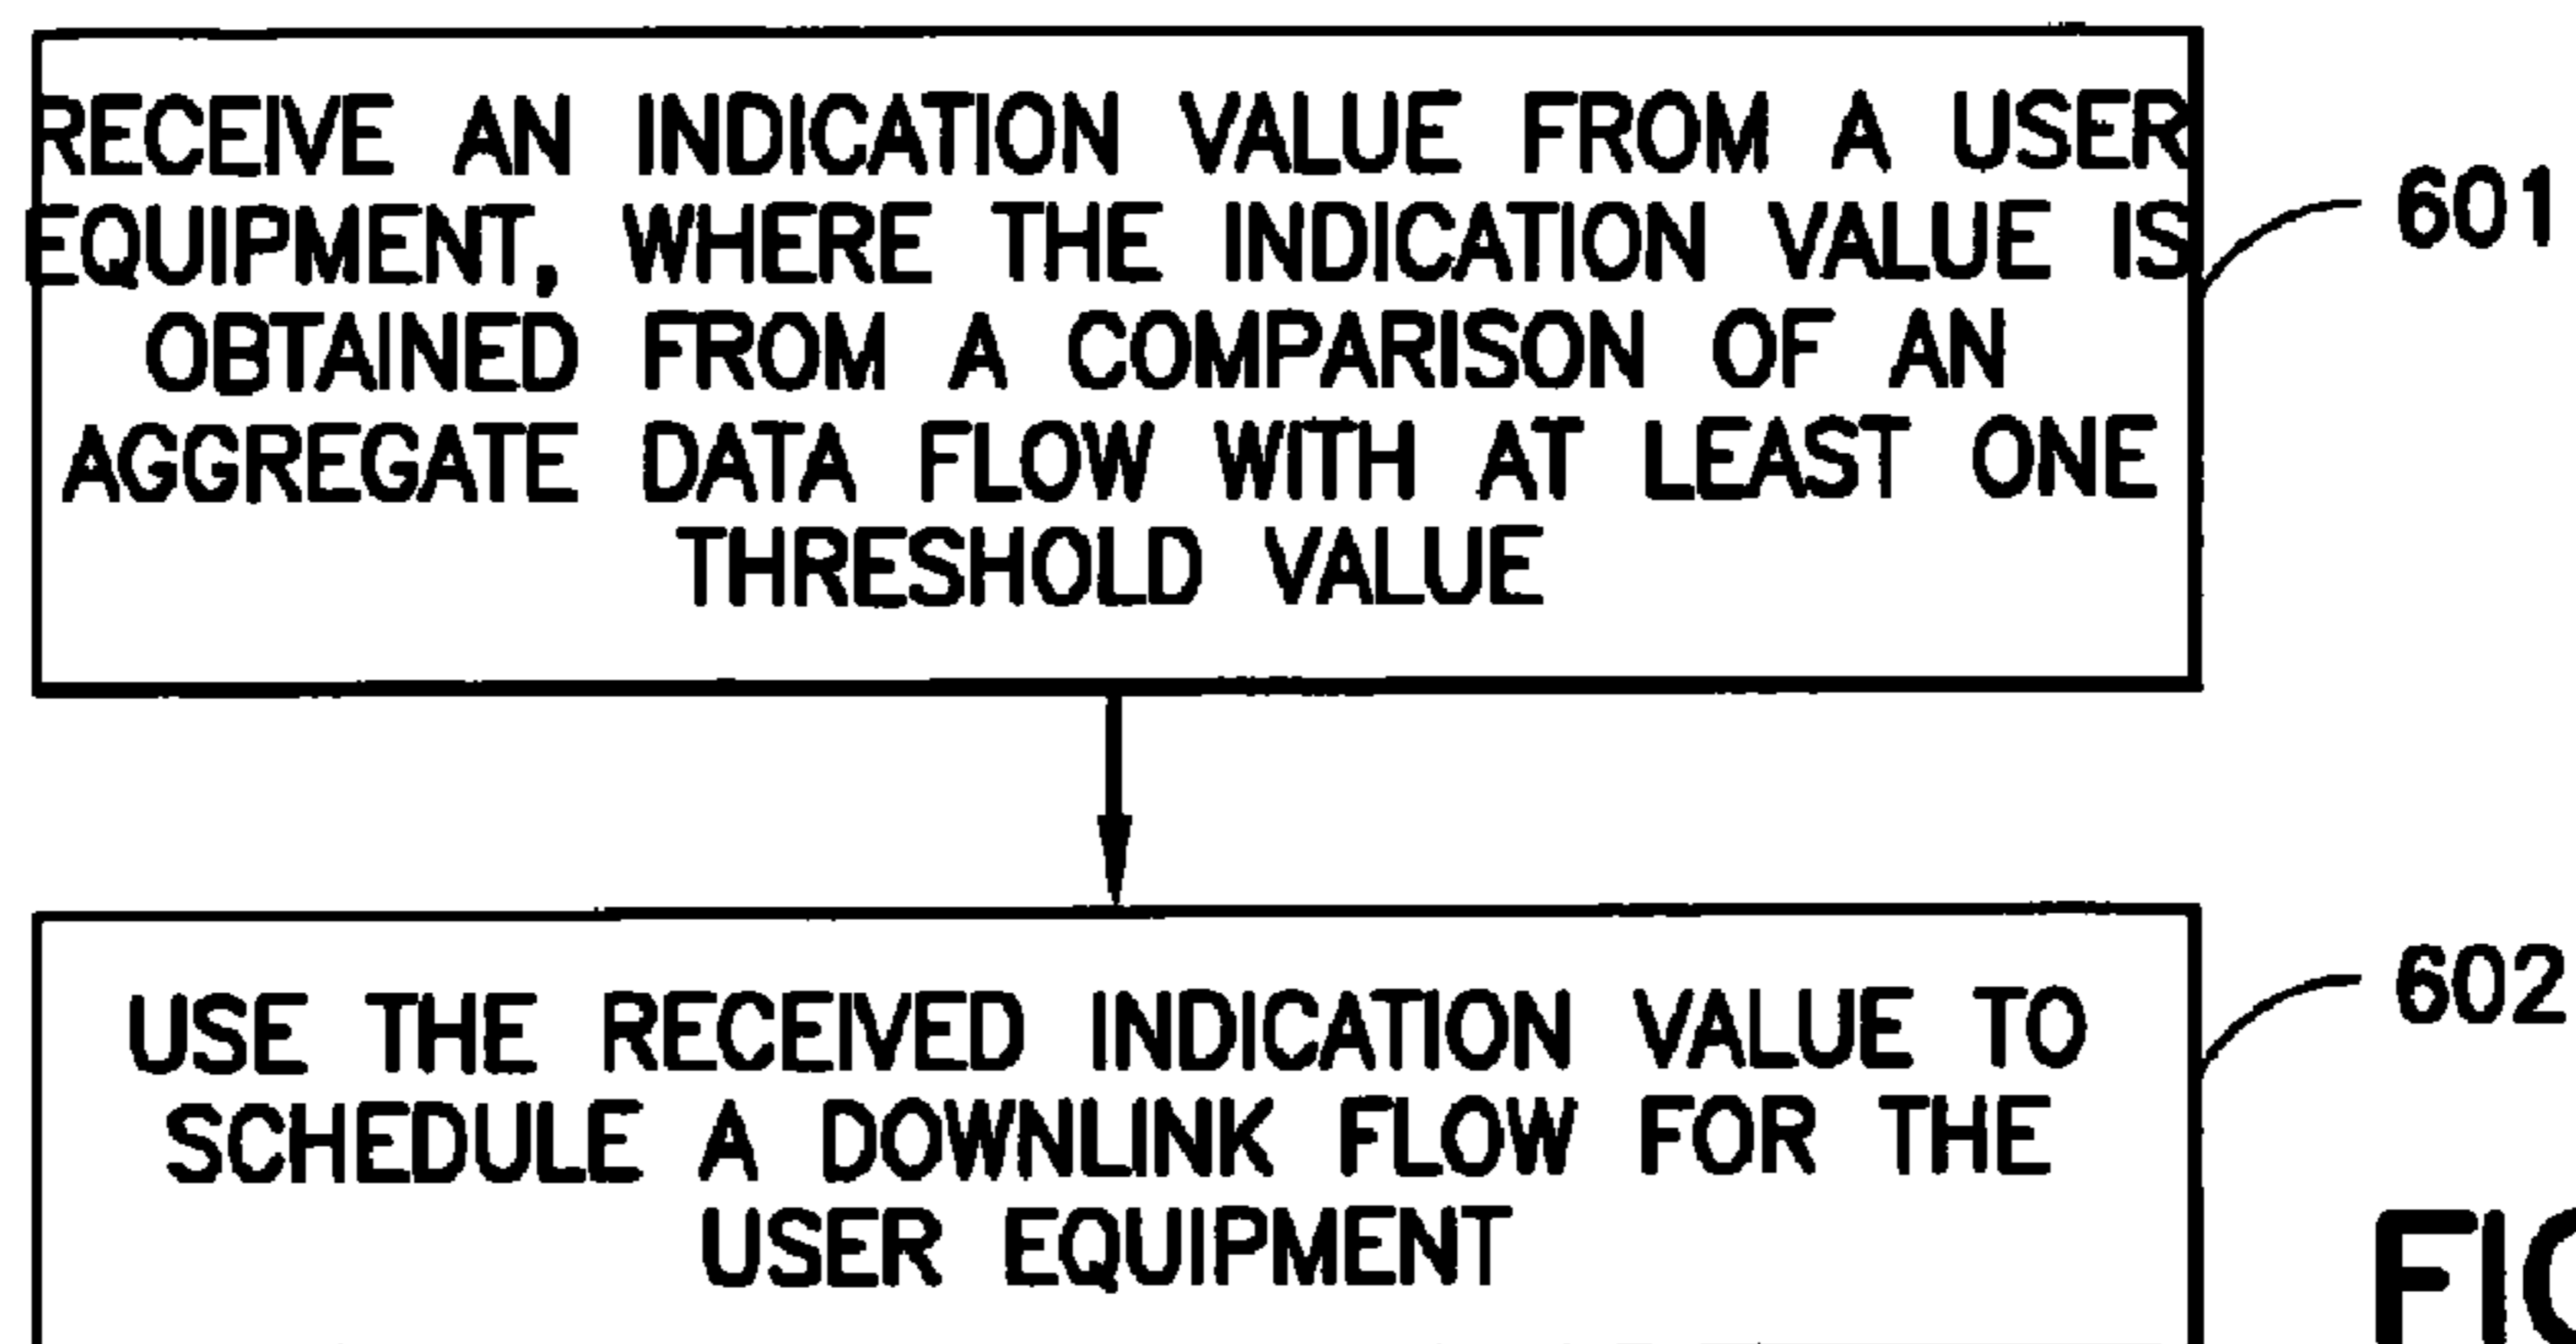 RECEIVE AN INDICATION VALUE FROM A USER
EQUIPMENT, WHERE THE INDICATION VALUE IS
OBTAINED FROM A COMPARISON OF AN
AGGREGATE DATA FLOW WITH AT LEAST ONE
THRESHOLD VALUE
601
USE THE RECEIVED INDICATION VALUE TO
SCHEDULE A DOWNLINK FLOW FOR THE
USER EQUIPMENT
602